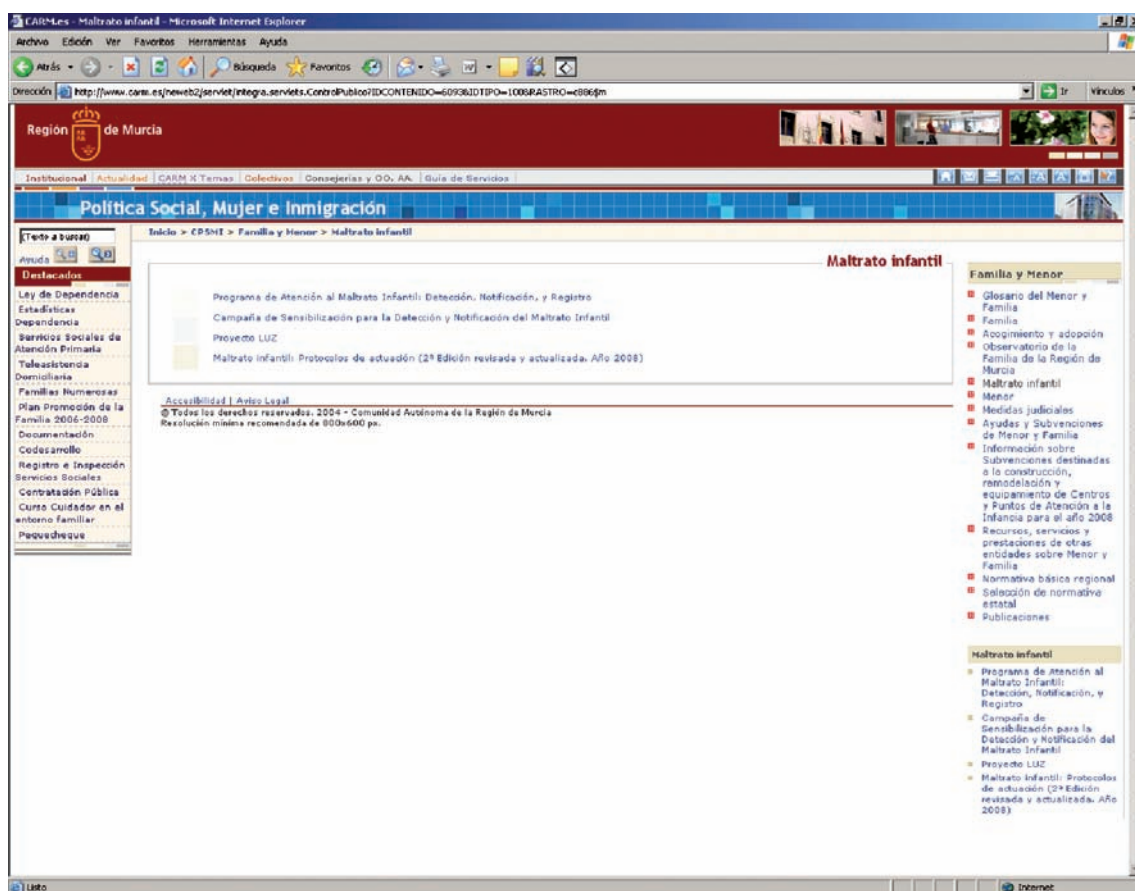 CARM.es - Maltrato infantil - Microsoft Internet Explorer
Archivo Edición Ver Favoritos Herramientas Ayuda
Atrás Búsqueda Favoritos
Dirección http://www.carm.es/neweb2/servlet/integra.servlets.ControlPublico?IDCONTENIDO=6093&IDTIPO=100&RASTRO=c886$m Ir Vínculos
Región de Murcia
Institucional Actualidad CARM X Temas Colectivos Consejerías y OO. AA. Guía de Servicios
Política Social, Mujer e Inmigración
(Texto a buscar)
Ayuda
Inicio > CPSMI > Familia y Menor > Maltrato infantil
Destacados
Ley de Dependencia
Estadísticas
Dependencia
Servicios Sociales de
Atención Primaria
Teleasistencia
Domiciliaria
Familias Numerosas
Plan Promoción de la
Familia 2006-2008
Documentación
Codesarrollo
Registro e Inspección
Servicios Sociales
Contratación Pública
Curso Cuidador en el
entorno familiar
Pequecheque
Maltrato infantil
Programa de Atención al Maltrato Infantil: Detección, Notificación, y Registro
Campaña de Sensibilización para la Detección y Notificación del Maltrato Infantil
Proyecto LUZ
Maltrato infantil: Protocolos de actuación (2ª Edición revisada y actualizada. Año 2008)
Accesibilidad | Aviso Legal
© Todos los derechos reservados. 2004 - Comunidad Autónoma de la Región de Murcia
Resolución mínima recomendada de 800x600 px.
Familia y Menor
Glosario del Menor y
Familia
Familia
Acogimiento y adopción
Observatorio de la
Familia de la Región de
Murcia
Maltrato infantil
Menor
Medidas judiciales
Ayudas y Subvenciones
de Menor y Familia
Información sobre
Subvenciones destinadas
a la construcción,
remodelación y
equipamiento de Centros
y Puntos de Atención a la
Infancia para el año 2008
Recursos, servicios y
prestaciones de otras
entidades sobre Menor y
Familia
Normativa básica regional
Selección de normativa
estatal
Publicaciones
Maltrato infantil
Programa de Atención al
Maltrato Infantil:
Detección, Notificación, y
Registro
Campaña de
Sensibilización para la
Detección y Notificación del
Maltrato Infantil
Proyecto LUZ
Maltrato infantil: Protocolos
de actuación (2ª Edición
revisada y actualizada. Año
2008)
Listo Internet